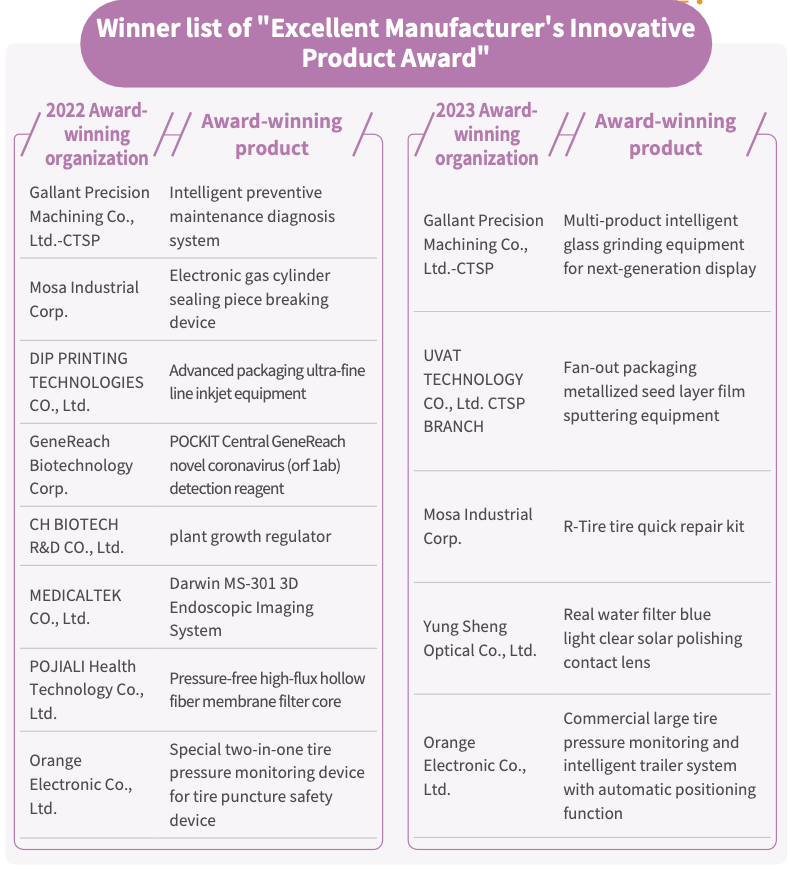 Winner list of "Excellent Manufacturer's Innovative
Product Award"
2022 Award-
winning
organization
Award-winning
product
Gallant Precision
Machining Co.,
Ltd.-CTSP
Intelligent preventive
maintenance diagnosis
system
Mosa Industrial
Corp.
Electronic gas cylinder
sealing piece breaking
device
DIP PRINTING
TECHNOLOGIES
CO., Ltd.
Advanced packaging ultra-fine
line inkjet equipment
GeneReach
Biotechnology
Corp.
POCKIT Central GeneReach
novel coronavirus (orf 1ab)
detection reagent
CH BIOTECH
R&D CO., Ltd.
plant growth regulator
MEDICALTEK
CO., Ltd.
Darwin MS-301 3D
Endoscopic Imaging
System
POJIALI Health
Technology Co.,
Ltd.
Pressure-free high-flux hollow
fiber membrane filter core
Orange
Electronic Co.,
Ltd.
Special two-in-one tire
pressure monitoring device
for tire puncture safety
device
2023 Award-
winning
organization
Award-winning
product
Gallant Precision
Machining Co.,
Ltd.-CTSP
Multi-product intelligent
glass grinding equipment
for next-generation display
UVAT
TECHNOLOGY
CO., Ltd. CTSP
BRANCH
Fan-out packaging
metallized seed layer film
sputtering equipment
Mosa Industrial
Corp.
R-Tire tire quick repair kit
Yung Sheng
Optical Co., Ltd.
Real water filter blue
light clear solar polishing
contact lens
Orange
Electronic Co.,
Ltd.
Commercial large tire
pressure monitoring and
intelligent trailer system
with automatic positioning
function